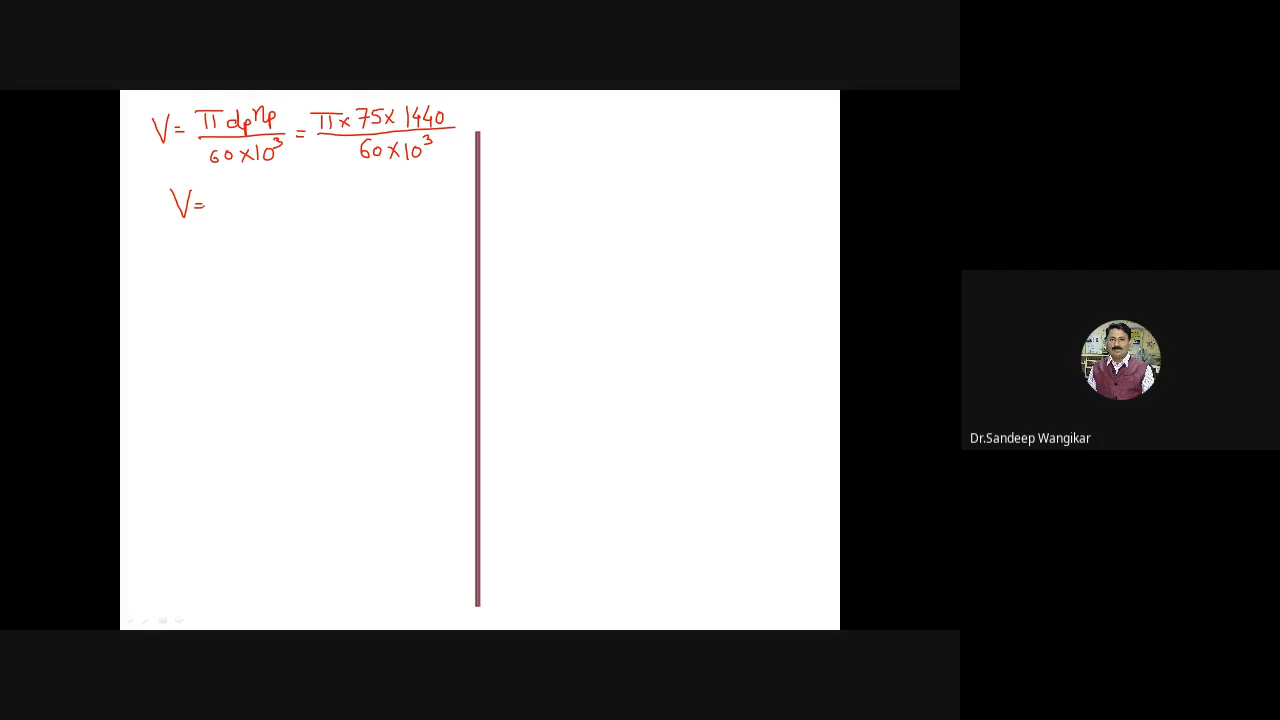 V = π dp np / 60 × 10³ = π × 75 × 1440 / 60 × 10³
V =
Dr.Sandeep Wangikar